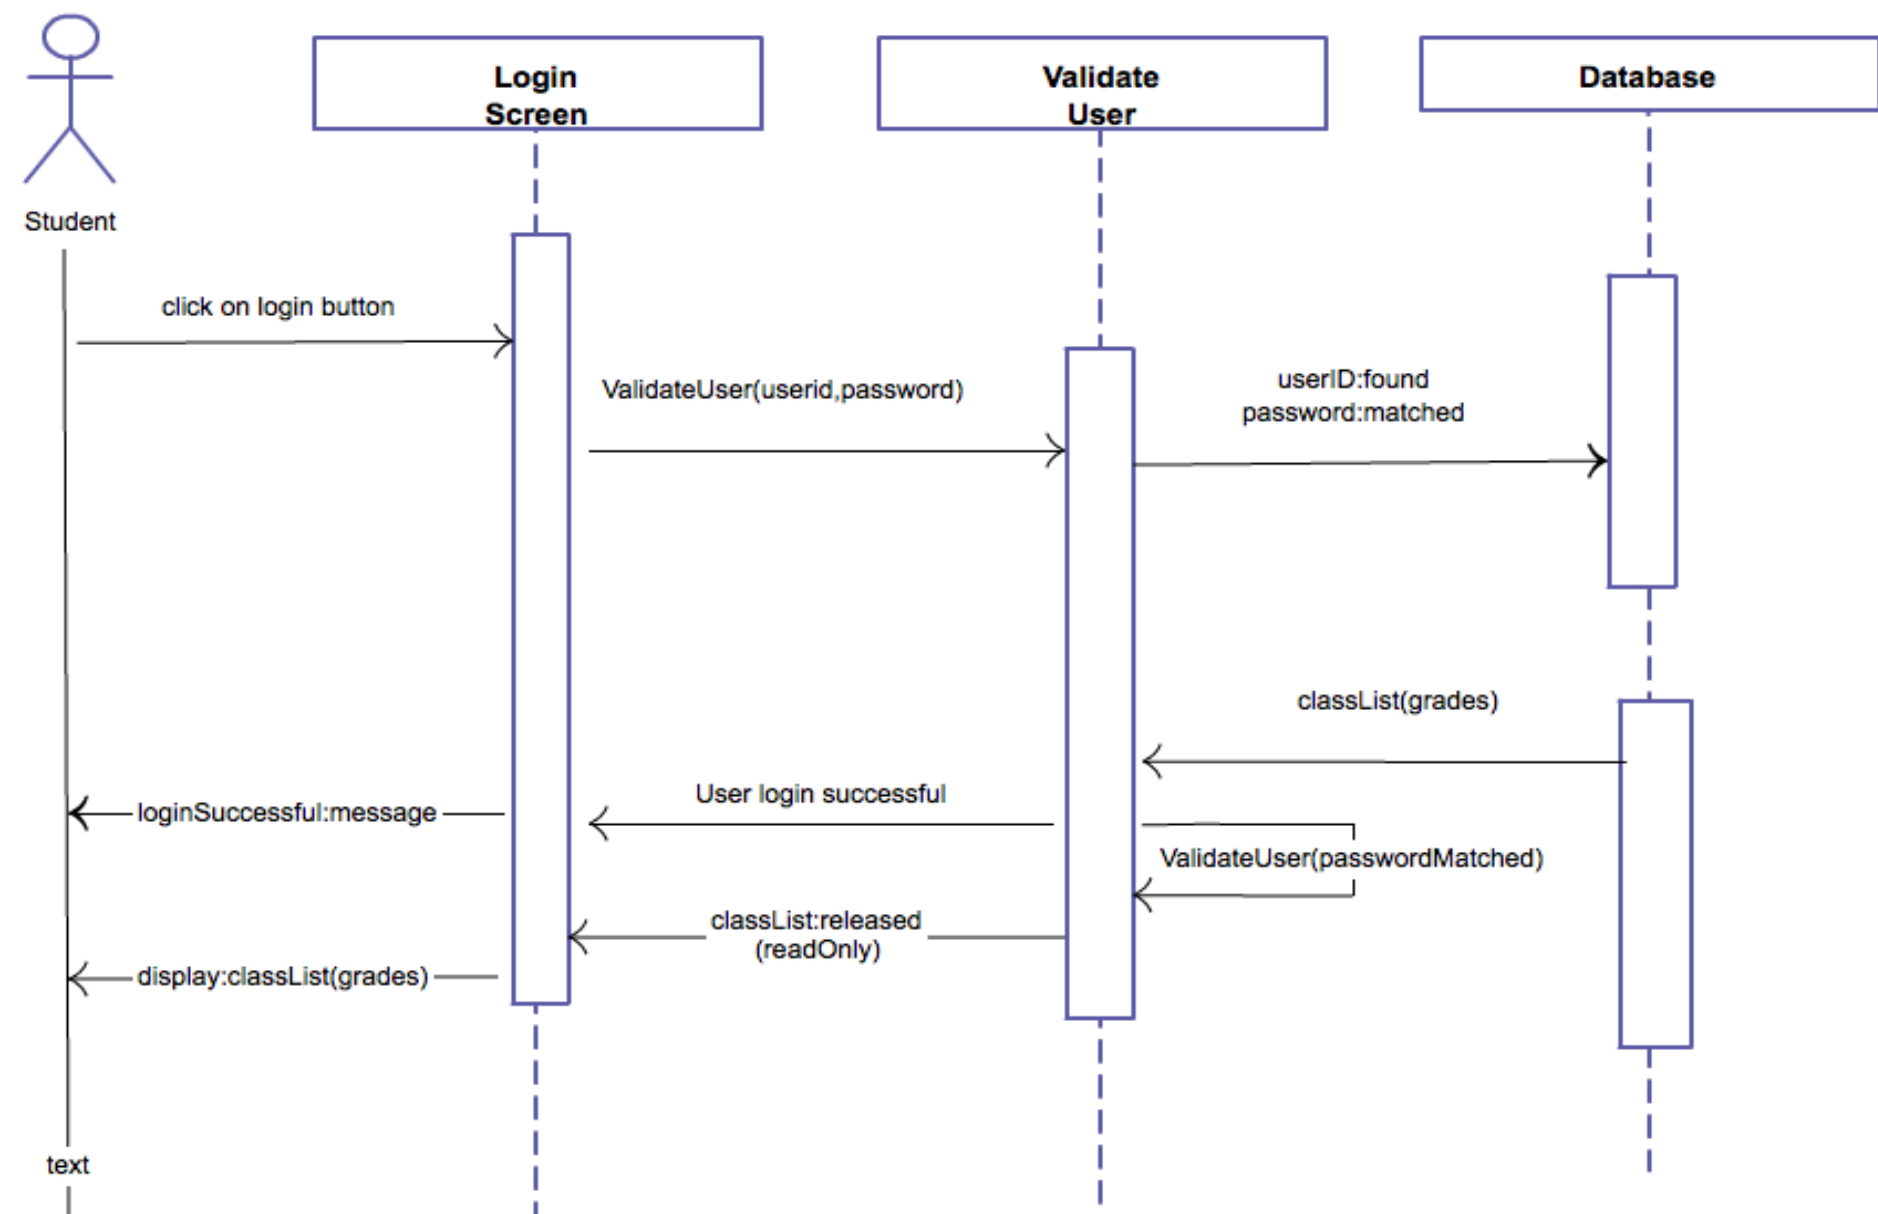 Login
Screen
Validate
User
Database
Student
click on login button
ValidateUser(userid,password)
userID:found
password:matched
classList(grades)
User login successful
loginSuccessful:message
ValidateUser(passwordMatched)
classList:released
(readOnly)
display:classList(grades)
text